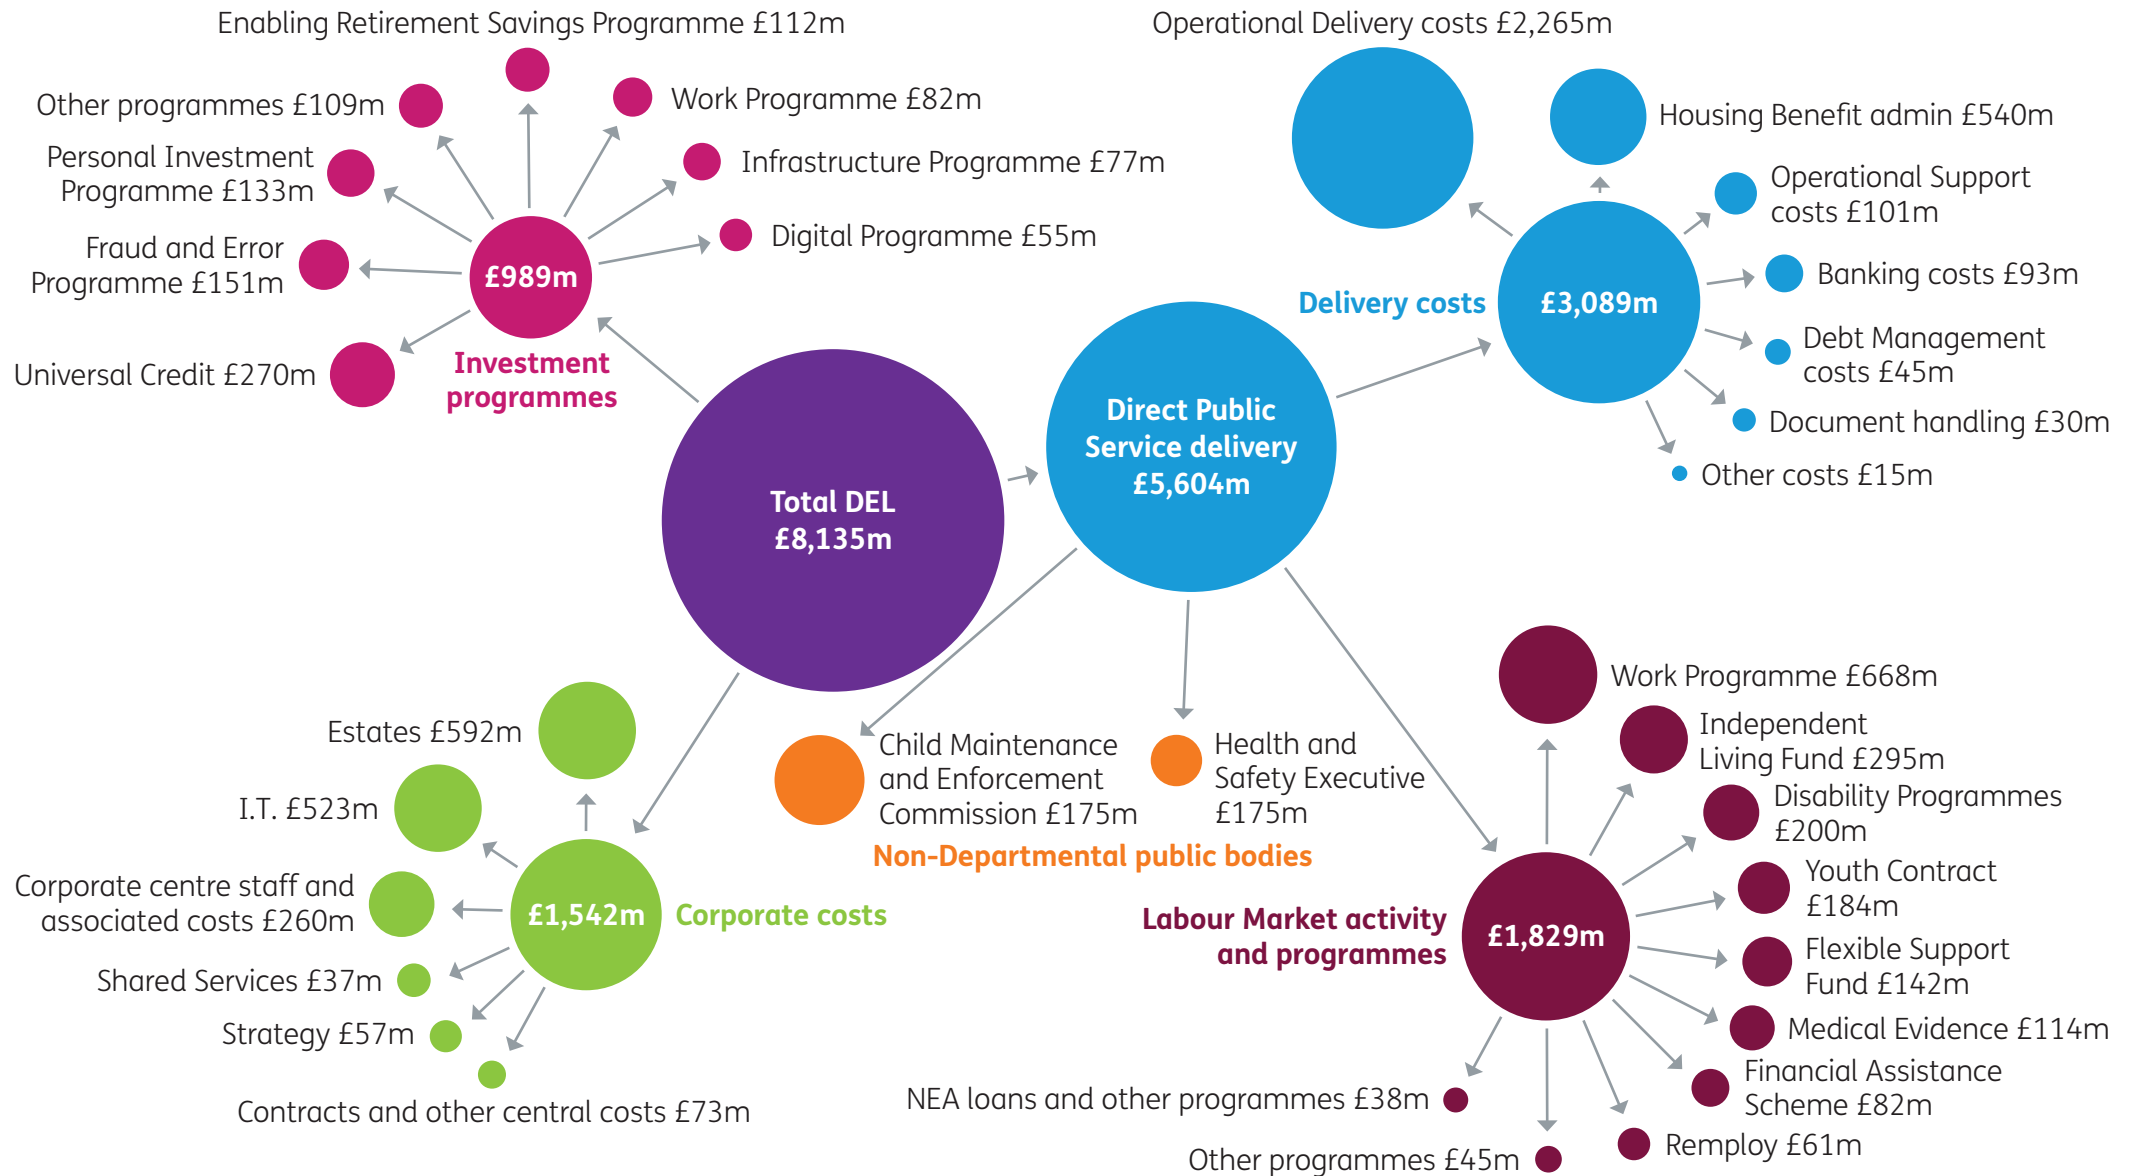 Enabling Retirement Savings Programme £112m
Other programmes £109m
Work Programme £82m
Personal Investment
Programme £133m
Infrastructure Programme £77m
Fraud and Error
Programme £151m
Digital Programme £55m
£989m
Universal Credit £270m
Investment
programmes
Operational Delivery costs £2,265m
Housing Benefit admin £540m
Operational Support
costs £101m
Banking costs £93m
Delivery costs
£3,089m
Debt Management
costs £45m
Document handling £30m
Other costs £15m
Direct Public
Service delivery
£5,604m
Total DEL
£8,135m
Estates £592m
I.T. £523m
Corporate centre staff and
associated costs £260m
£1,542m
Corporate costs
Shared Services £37m
Strategy £57m
Contracts and other central costs £73m
Child Maintenance
and Enforcement
Commission £175m
Health and
Safety Executive
£175m
Non-Departmental public bodies
Work Programme £668m
Independent
Living Fund £295m
Disability Programmes
£200m
Youth Contract
£184m
Labour Market activity
and programmes
£1,829m
Flexible Support
Fund £142m
Medical Evidence £114m
Financial Assistance
Scheme £82m
Remploy £61m
NEA loans and other programmes £38m
Other programmes £45m